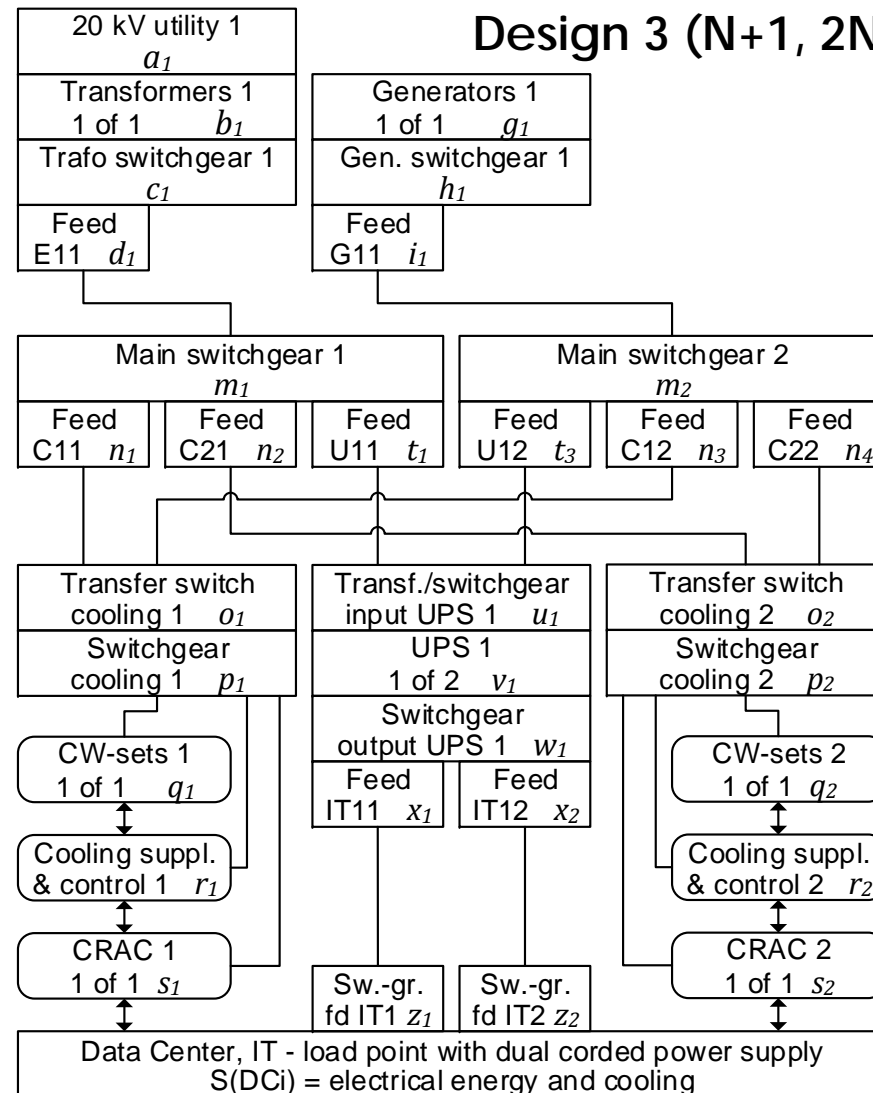 Design 3 (N+1, 2N
20 kV utility 1
a₁
Transformers 1
1 of 1 b₁
Trafo switchgear 1
c₁
Feed
E11 d₁
Generators 1
1 of 1 g₁
Gen. switchgear 1
h₁
Feed
G11 i₁
Main switchgear 1
m₁
Main switchgear 2
m₂
Feed
C11 n₁
Feed
C21 n₂
Feed
U11 t₁
Feed
U12 t₃
Feed
C12 n₃
Feed
C22 n₄
Transfer switch
cooling 1 o₁
Switchgear
cooling 1 p₁
Transf./switchgear
input UPS 1 u₁
UPS 1
1 of 2 v₁
Switchgear
output UPS 1 w₁
Feed
IT11 x₁
Feed
IT12 x₂
Transfer switch
cooling 2 o₂
Switchgear
cooling 2 p₂
CW-sets 1
1 of 1 q₁
Cooling suppl.
& control 1 r₁
CRAC 1
1 of 1 s₁
CW-sets 2
1 of 1 q₂
Cooling suppl.
& control 2 r₂
CRAC 2
1 of 1 s₂
Sw.-gr.
fd IT1 z₁
Sw.-gr.
fd IT2 z₂
Data Center, IT - load point with dual corded power supply
S(DCi) = electrical energy and cooling